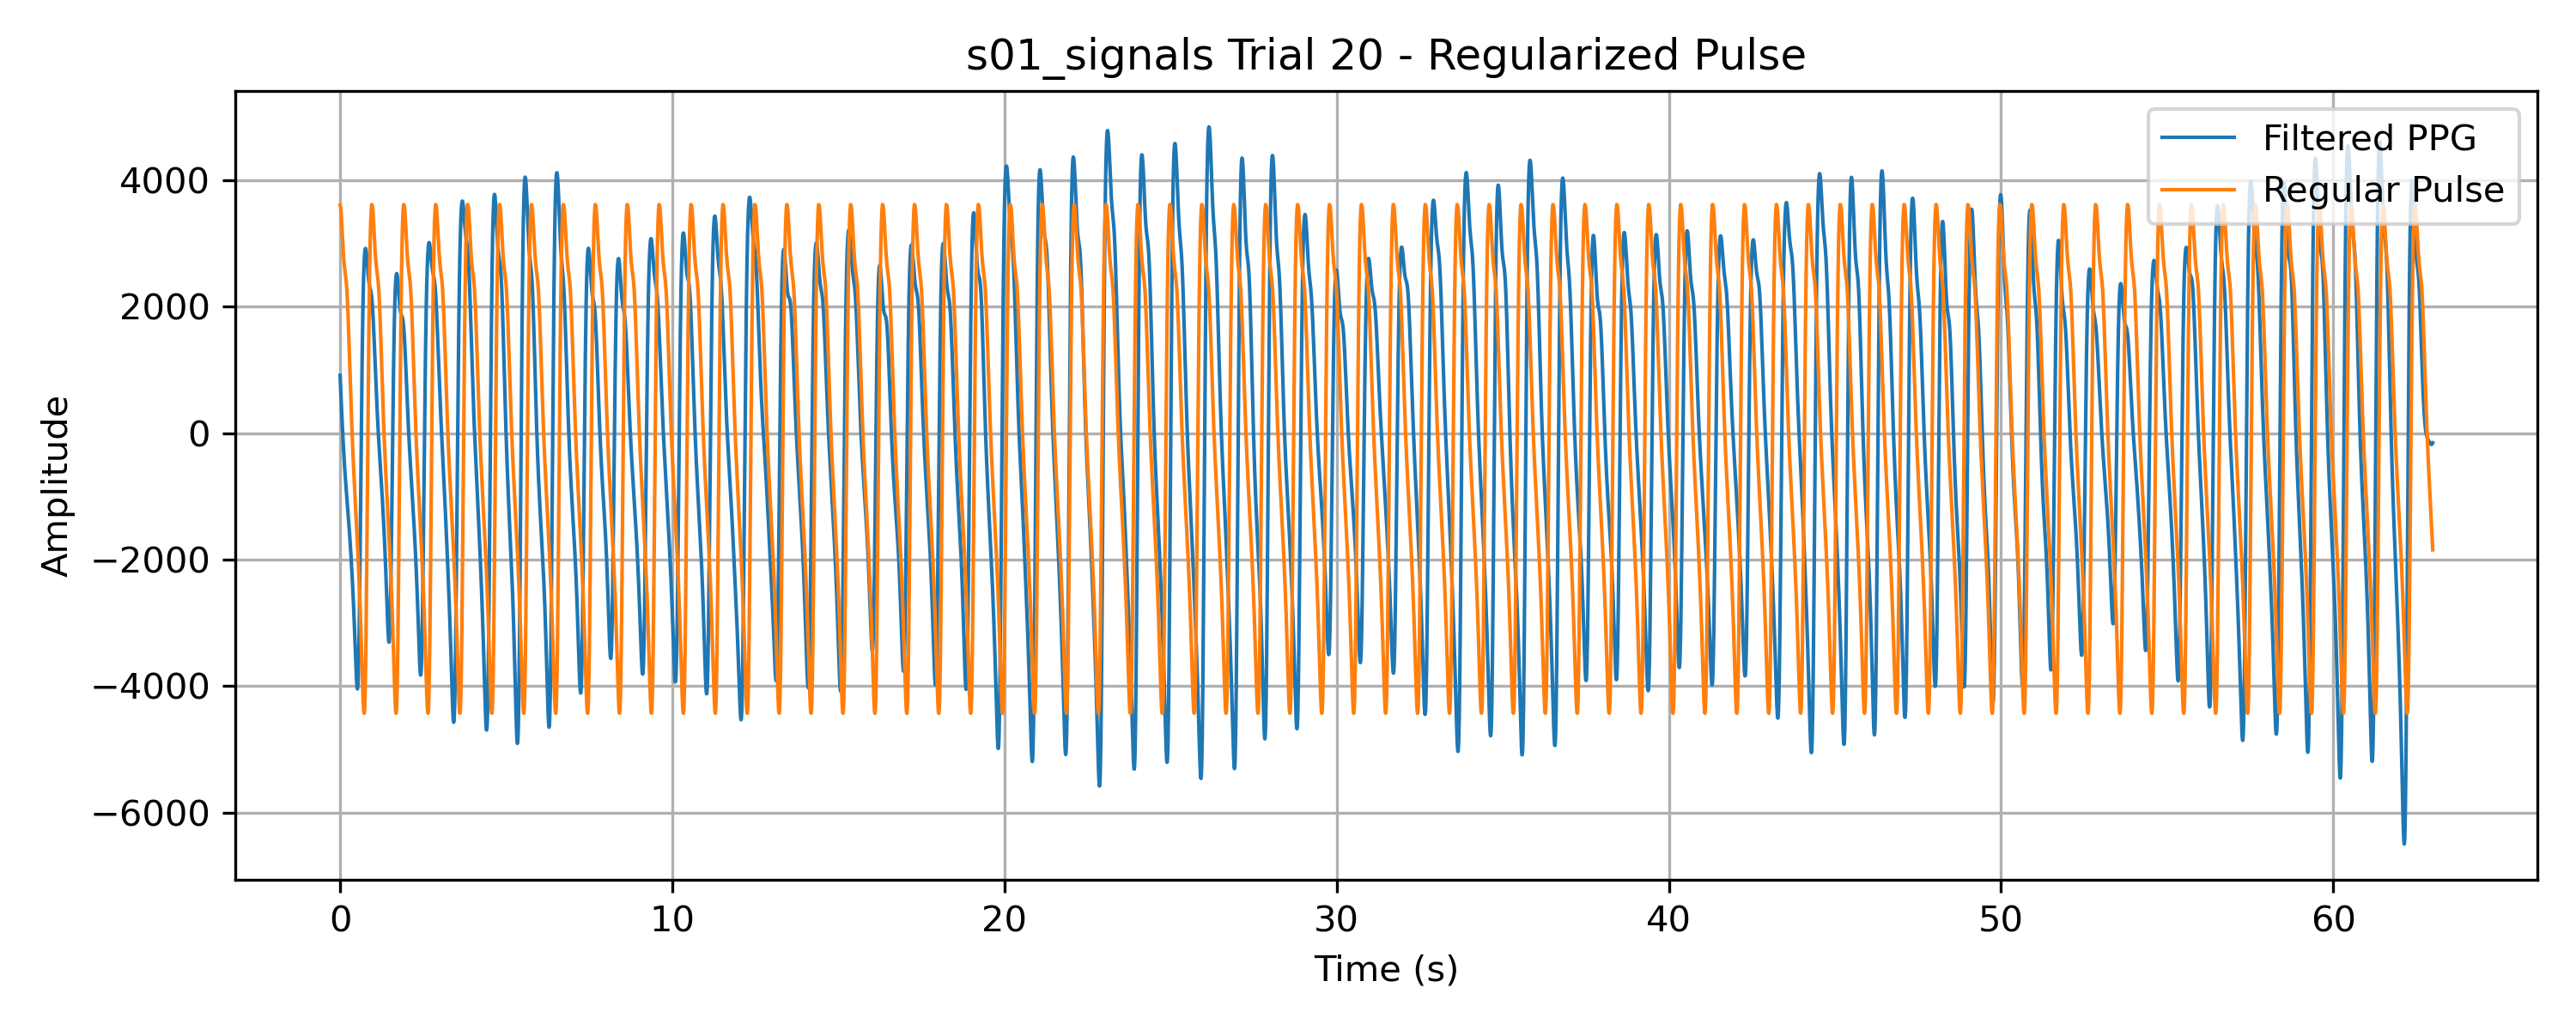 s01_signals Trial 20 - Regularized Pulse
Filtered PPG
Regular Pulse
Amplitude
4000
2000
0
−2000
−4000
−6000
0 10 20 30 40 50 60
Time (s)